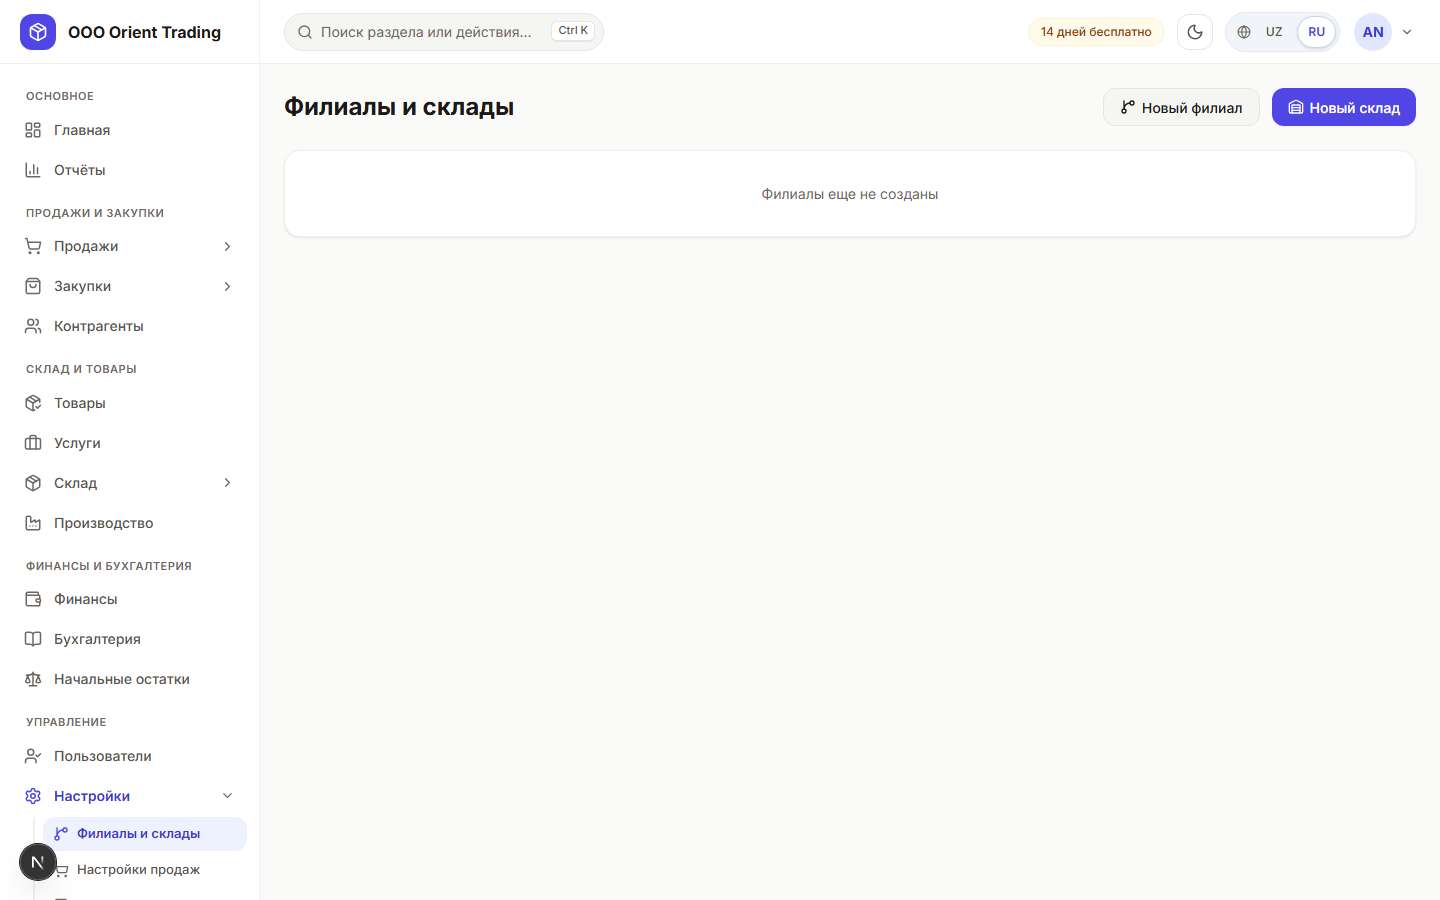 OOO Orient Trading
Поиск раздела или действия...
Ctrl K
14 дней бесплатно
UZ
RU
AN
ОСНОВНОЕ
Главная
Отчёты
ПРОДАЖИ И ЗАКУПКИ
Продажи
Закупки
Контрагенты
СКЛАД И ТОВАРЫ
Товары
Услуги
Склад
Производство
ФИНАНСЫ И БУХГАЛТЕРИЯ
Финансы
Бухгалтерия
Начальные остатки
УПРАВЛЕНИЕ
Пользователи
Настройки
Филиалы и склады
Настройки продаж
N
Филиалы и склады
Новый филиал
Новый склад
Филиалы еще не созданы